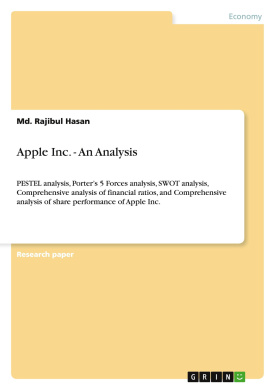 Economy
Md. Rajibul Hasan
Apple Inc. - An Analysis
PESTEL analysis, Porter's 5 Forces analysis, SWOT analysis,
Comprehensive analysis of financial ratios, and Comprehensive
analysis of share performance of Apple Inc.
Research paper
GRIN